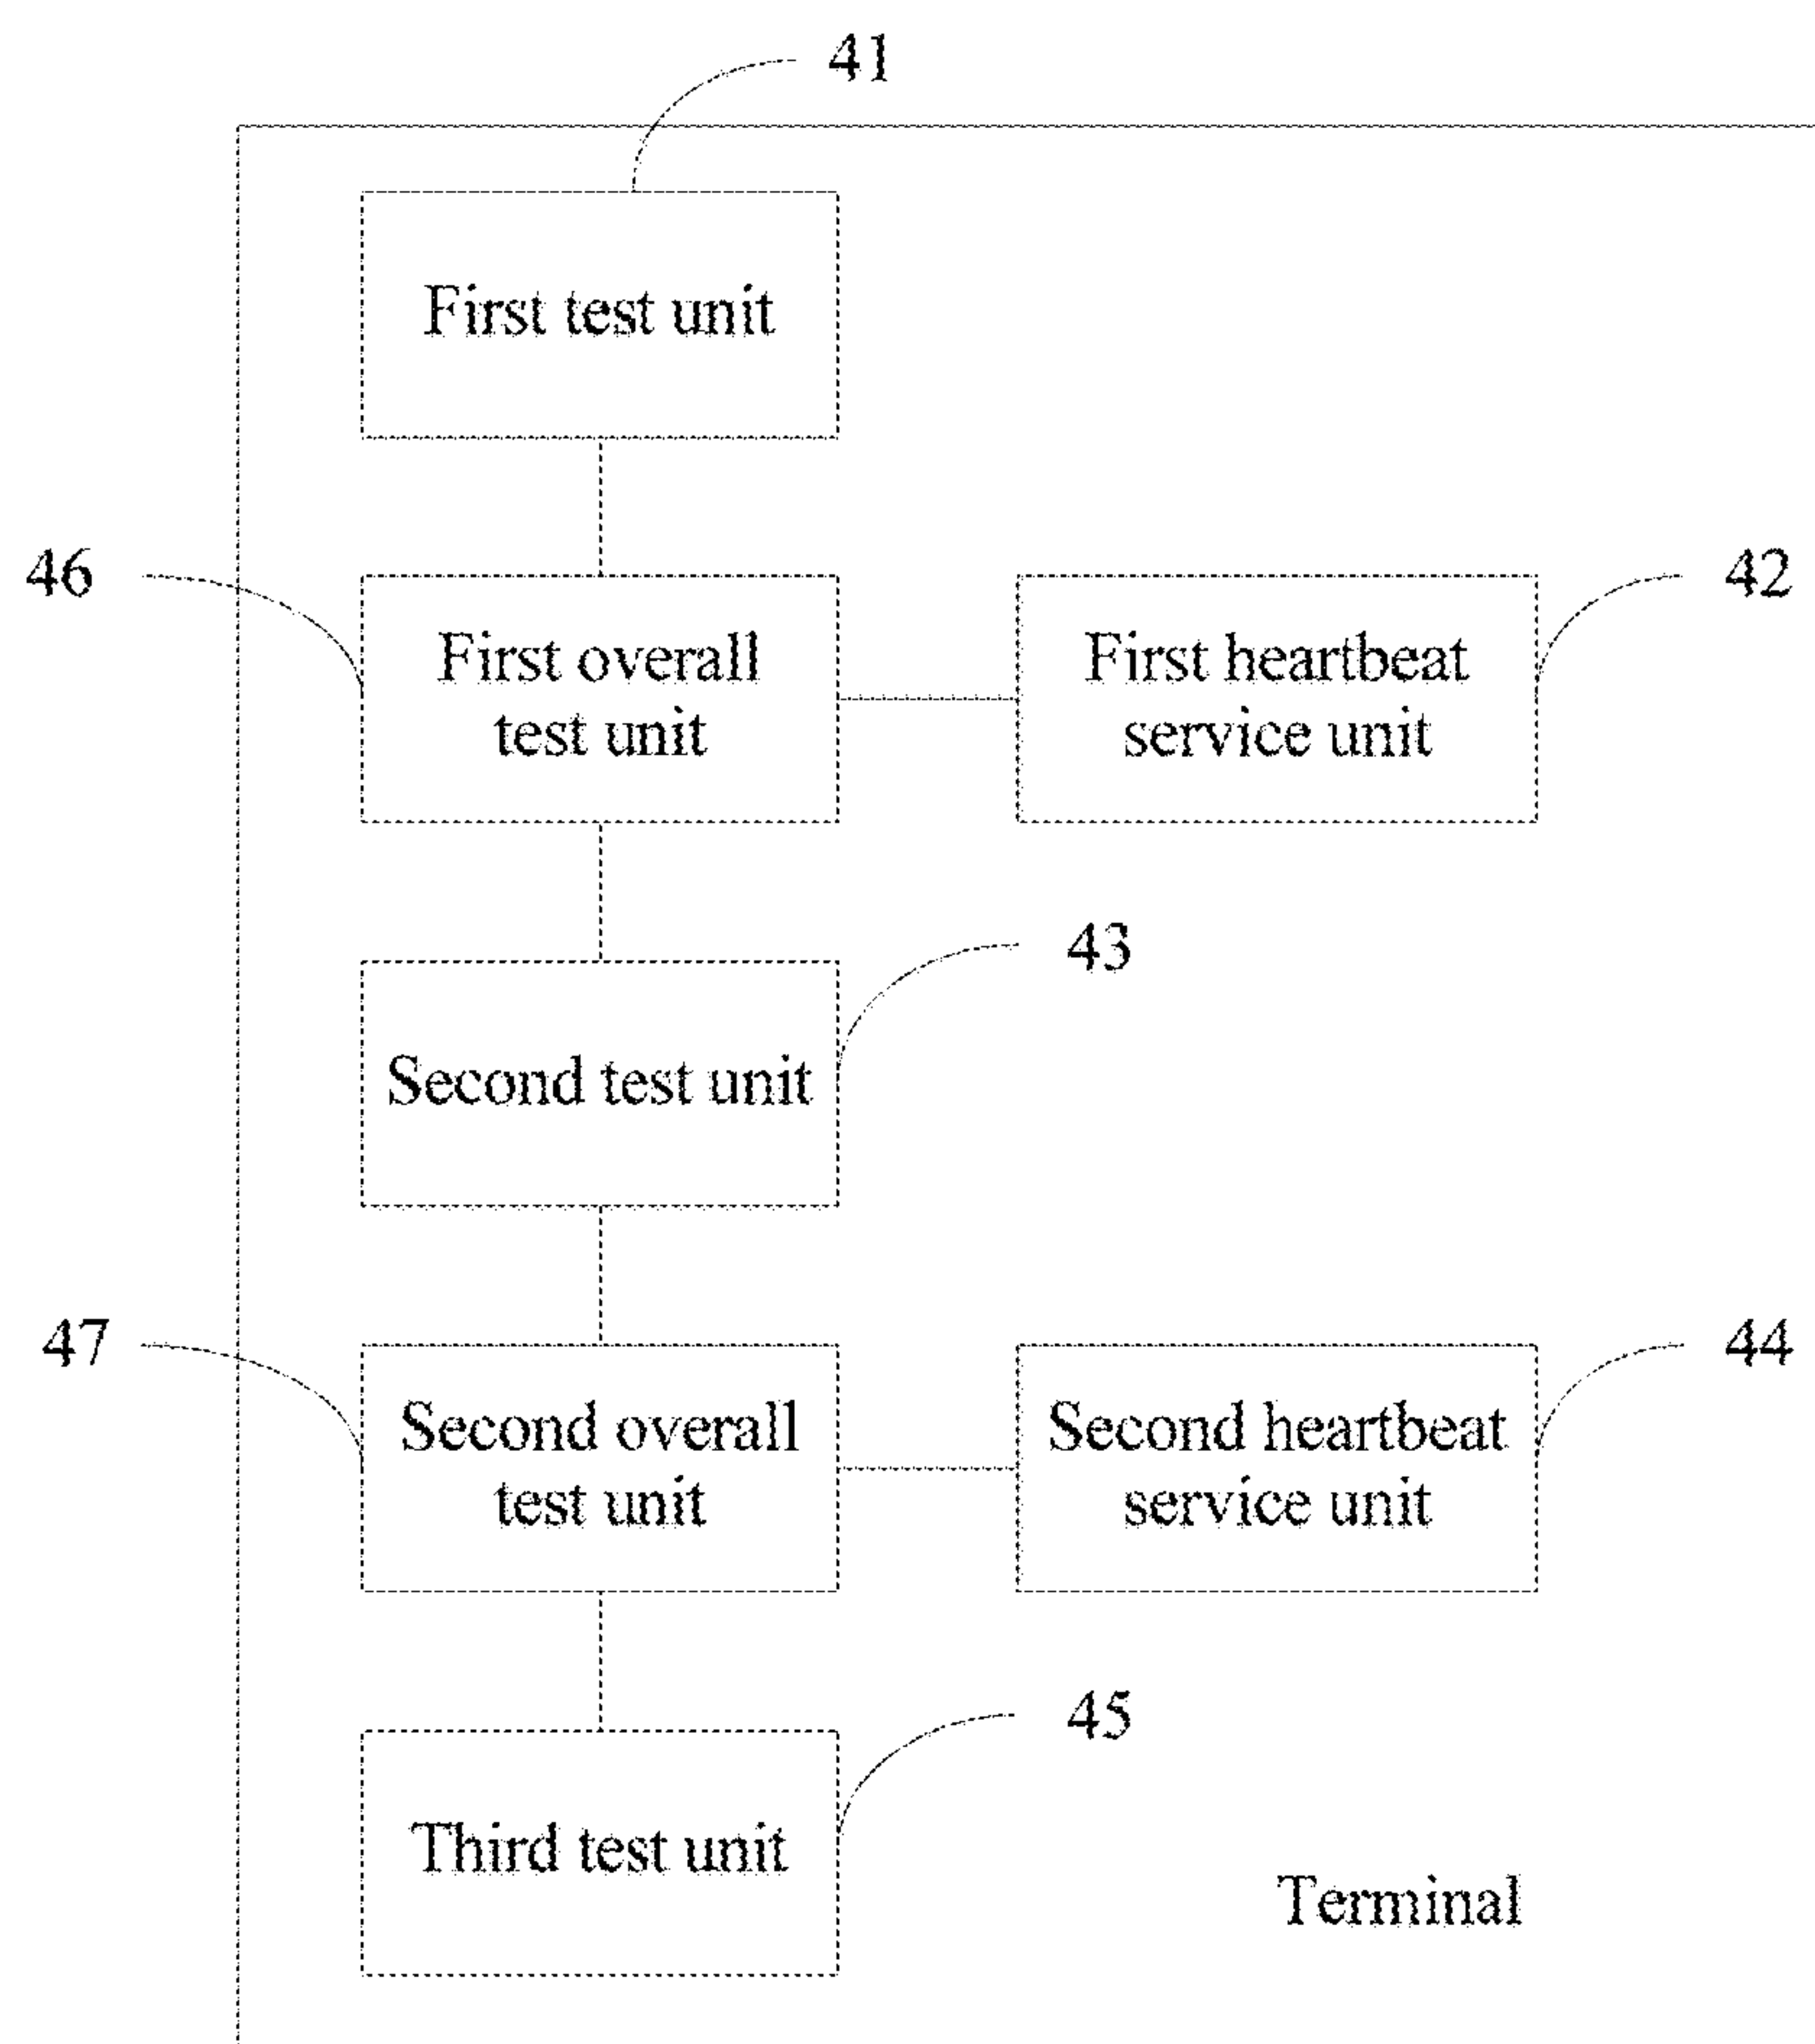 41
First test unit
46
First overall
test unit
First heartbeat
service unit
42
43
Second test unit
47
Second overall
test unit
Second heartbeat
service unit
44
45
Third test unit
Terminal